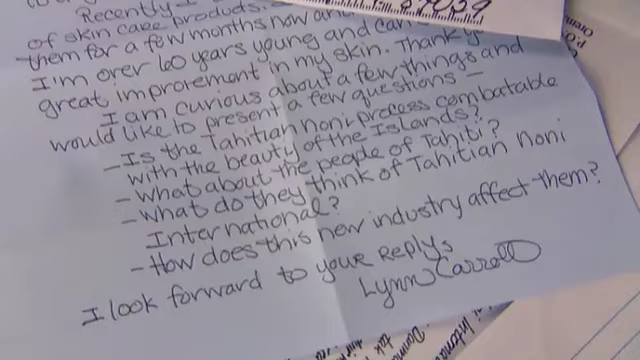 Recently I
of skin care products.
them for a few months now and
I'm over 60 years young and can
great improvement in my skin. Thank y
I am curious about a few things and
would like to present a few questions –
– Is the Tahitian noni process combatable
with the beauty of the Islands?
– What about the people of Tahiti?
– What do they think of Tahitian Noni
International?
– How does this new industry affect them?
I look forward to your Replys
Lynn Carroll